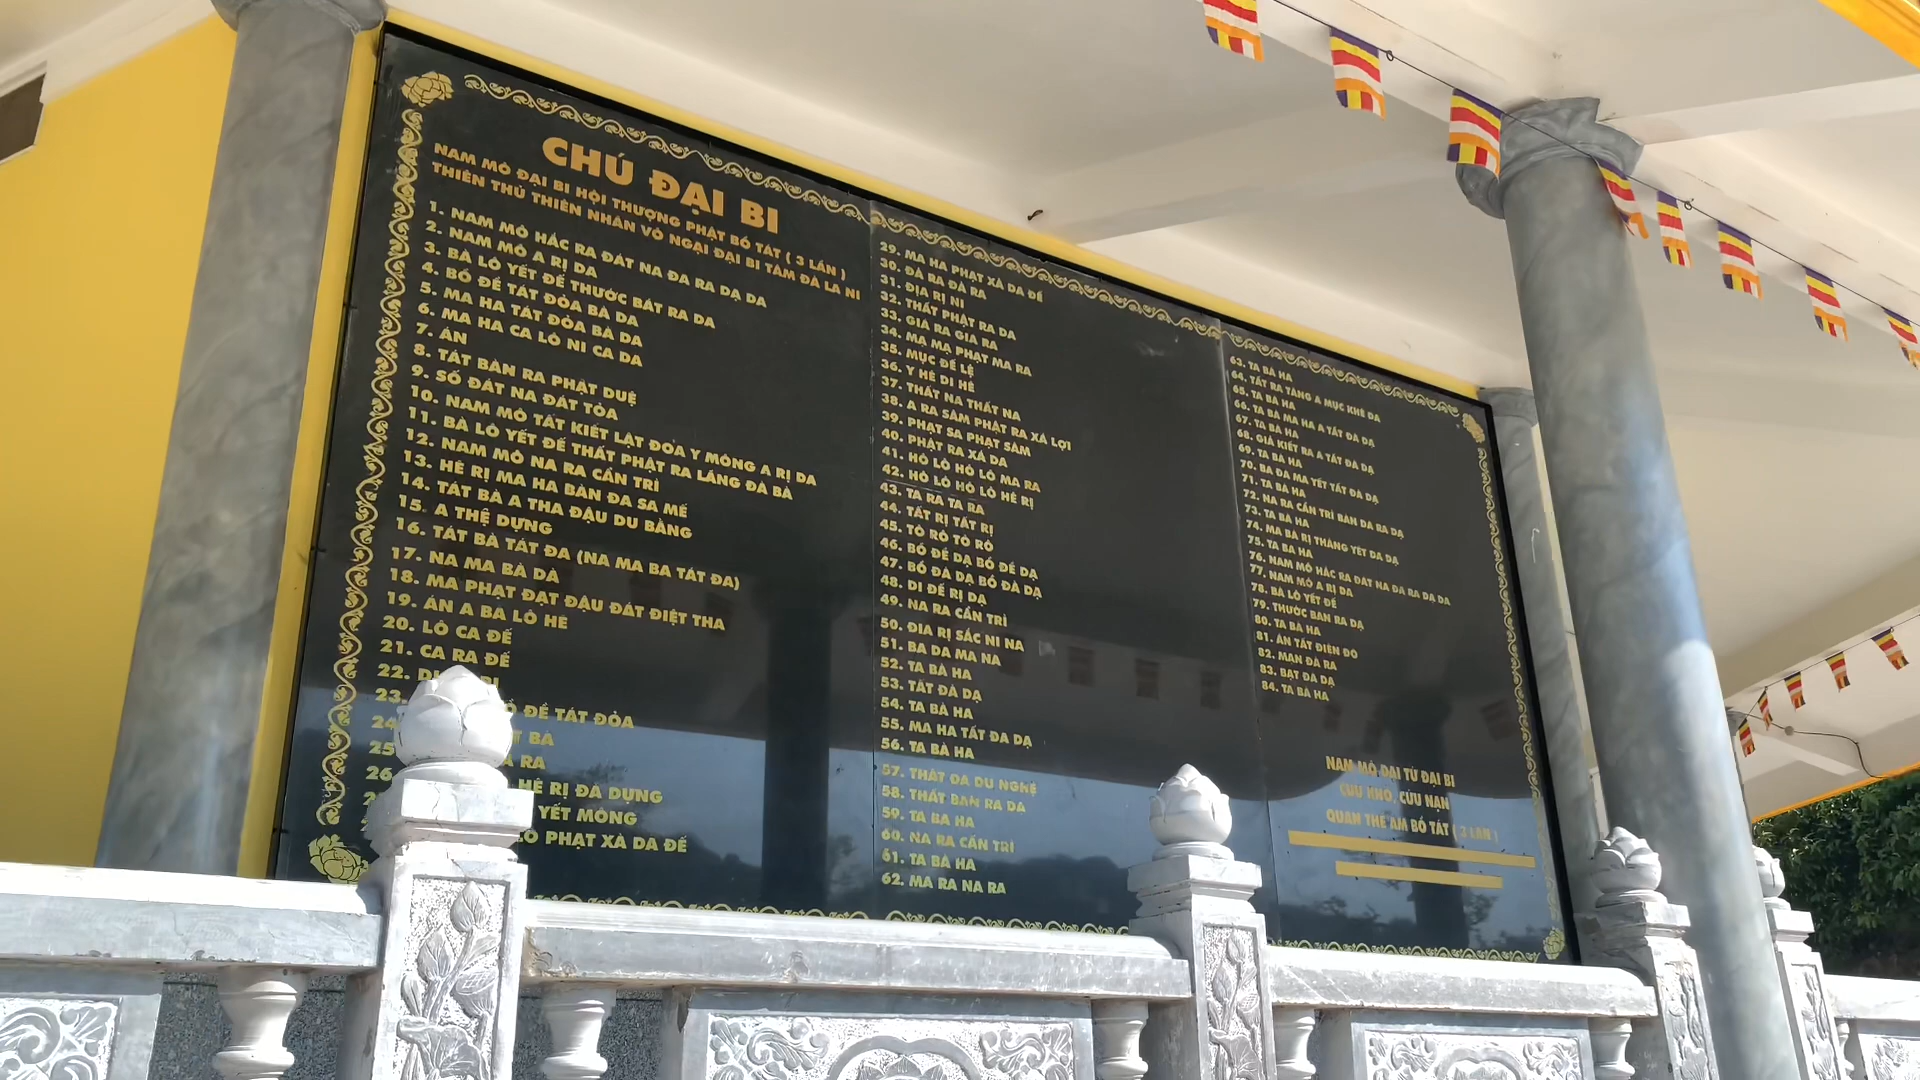 CHÚ ĐẠI BI
NAM MÔ ĐẠI BI HỘI THƯỢNG PHẬT BỒ TÁT ( 3 LẦN )
THIÊN THỦ THIÊN NHÃN VÔ NGẠI ĐẠI BI TÂM ĐÀ LA NI
1. NAM MÔ HẮC RA ĐÁT NA ĐA RA DẠ DA
2. NAM MÔ A RỊ DA
3. BÀ LÔ YẾT ĐẾ THƯỚC BÁT RA DA
4. BỒ ĐỀ TÁT ĐỎA BÀ DA
5. MA HA TÁT ĐỎA BÀ DA
6. MA HA CA LÔ NI CA DA
7. ÁN
8. TÁT BÀN RA PHẬT DUỆ
9. SỐ ĐÁT NA ĐÁT TỎA
10. NAM MÔ TẤT KIẾT LẬT ĐỎA Y MÔNG A RỊ DA
11. BÀ LÔ YẾT ĐẾ THẤT PHẬT RA LĂNG ĐÀ BÀ
12. NAM MÔ NA RA CẨN TRÌ
13. HÊ RỊ MA HA BÀN ĐA SA MẾ
14. TÁT BÀ A THA ĐẬU DU BẰNG
15. A THỆ DỰNG
16. TÁT BÀ TÁT ĐA (NA MA BÀ TÁT ĐA)
17. NA MA BÀ DÀ
18. MA PHẠT ĐẠT ĐẬU ĐÁT ĐIỆT THA
19. ÁN A BÀ LÔ HÊ
20. LÔ CA ĐẾ
21. CA RA ĐẾ
22. DI
23. ĐỀ TÁT ĐỎA
24. BÀ
25. RA
26. HÊ RỊ ĐÀ DỰNG
YẾT MÔNG
LÔ PHẠT XÀ DA ĐẾ
29. MA HA PHẠT XÀ DA ĐẾ
30. ĐÀ RA ĐÀ RA
31. ĐỊA RỊ NI
32. THẤT PHẬT RA DA
33. GIÁ RA GIÁ RA
34. MẠ MẠ PHẠT MA RA
35. MỤC ĐẾ LỆ
36. Y HÊ DI HÊ
37. THẤT NA THẤT NA
38. A RA SÂM PHẬT RA XÁ LỢI
39. PHẠT SA PHẠT SÂM
40. PHẬT RA XÁ DA
41. HÔ LÔ HÔ LÔ MA RA
42. HÔ LÔ HÔ LÔ HÊ RỊ
43. TA RA TA RA
44. TẤT RỊ TẤT RỊ
45. TÔ RÔ TÔ RÔ
46. BỒ ĐỀ DẠ BỒ ĐỀ DẠ
47. BỒ ĐÀ DẠ BỒ ĐÀ DẠ
48. DI ĐẾ RỊ DẠ
49. NA RA CẨN TRÌ
50. ĐỊA RỊ SẮC NI NA
51. BA DẠ MA NA
52. TA BÀ HA
53. TẤT ĐÀ DẠ
54. TA BÀ HA
55. MA HA TẤT ĐÀ DẠ
56. TA BÀ HA
57. THẤT ĐÀ DU NGHỆ
58. THẤT BÀN RA DẠ
59. TA BÀ HA
60. NA RA CẨN TRÌ
61. TA BÀ HA
62. MA RA NA RA
63. TA BÀ HA
64. TẤT RA TĂNG A MỤC KHÊ DA
65. TA BÀ HA
66. TA BÀ MA HA A TẤT ĐÀ DẠ
67. TA BÀ HA
68. GIẢ KIẾT RA A TẤT ĐÀ DẠ
69. TA BÀ HA
70. BA ĐÀ MA YẾT TẤT ĐÀ DẠ
71. TA BÀ HA
72. NA RA CẨN TRÌ BÀN ĐÀ RA DẠ
73. TA BÀ HA
74. MA BÀ RỊ THẮNG YẾT ĐÀ DẠ
75. TA BÀ HA
76. NAM MÔ HẮC RA ĐÁT NA ĐA RA DẠ DA
77. NAM MÔ A RỊ DA
78. BÀ LÔ YẾT ĐẾ
79. THƯỚC BÀN RA DẠ
80. TA BÀ HA
81. ÁN TẤT ĐIỆN ĐÔ
82. MẠN ĐÀ RA
83. BẠT ĐÀ DẠ
84. TA BÀ HA
NAM MÔ ĐẠI TỪ ĐẠI BI
CỨU KHỔ, CỨU NẠN
QUAN THẾ ÂM BỒ TÁT ( 3 LẦN )